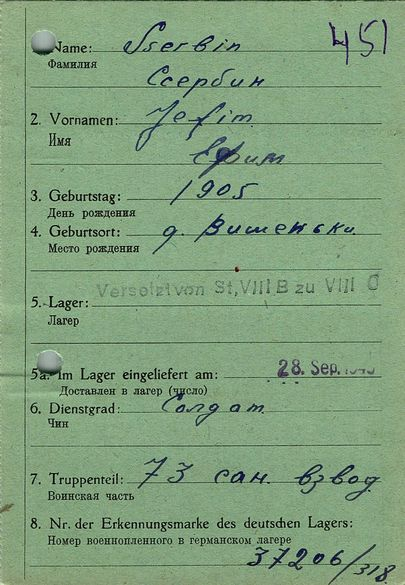 451
Name: Sserbin
Фамилия
Ссербин
2. Vornamen: Jefim
Имя
Ефим
3. Geburtstag: 1905
День рождения
4. Geburtsort: д. Вишеньки
Место рождения
Versetzt von St, VIII B zu VIII C
5. Lager:
Лагер
5a. Im Lager eingeliefert am: 28. Sep.
Доставлен в лагер (число)
6. Dienstgrad: Солдат
Чин
7. Truppenteil: 73 сан. взвод
Воинская часть
8. Nr. der Erkennungsmarke des deutschen Lagers:
Номер военнопленного в германском лагере
37206/318